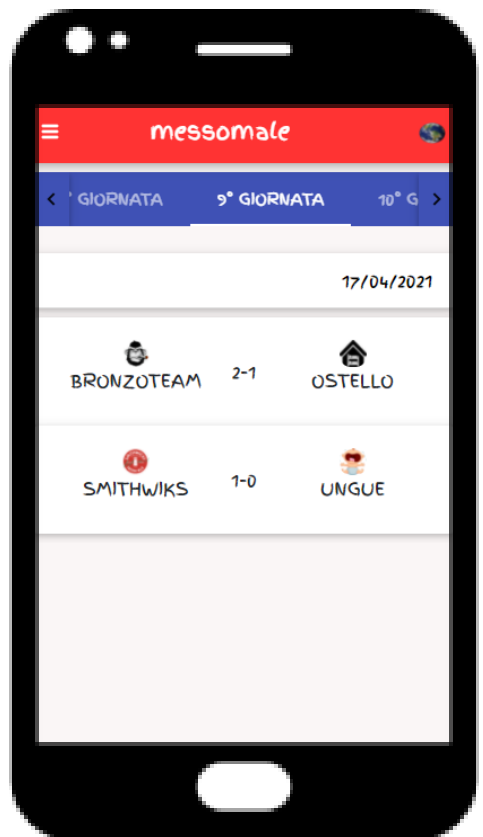 messomale
GIORNATA 9° GIORNATA 10° G
17/04/2021
BRONZOTEAM 2-1 OSTELLO
SMITHWIKS 1-0 UNGUE